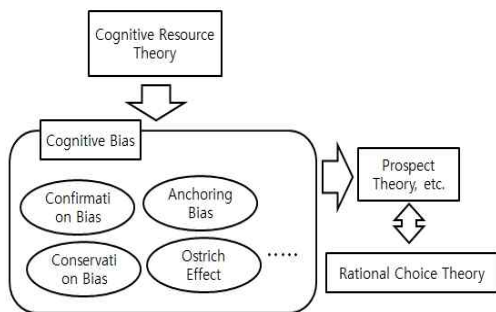 Cognitive Resource
Theory
Cognitive Bias
Confirmati
on Bias
Anchoring
Bias
Conservati
on Bias
Ostrich
Effect
·····
Prospect
Theory, etc.
Rational Choice Theory